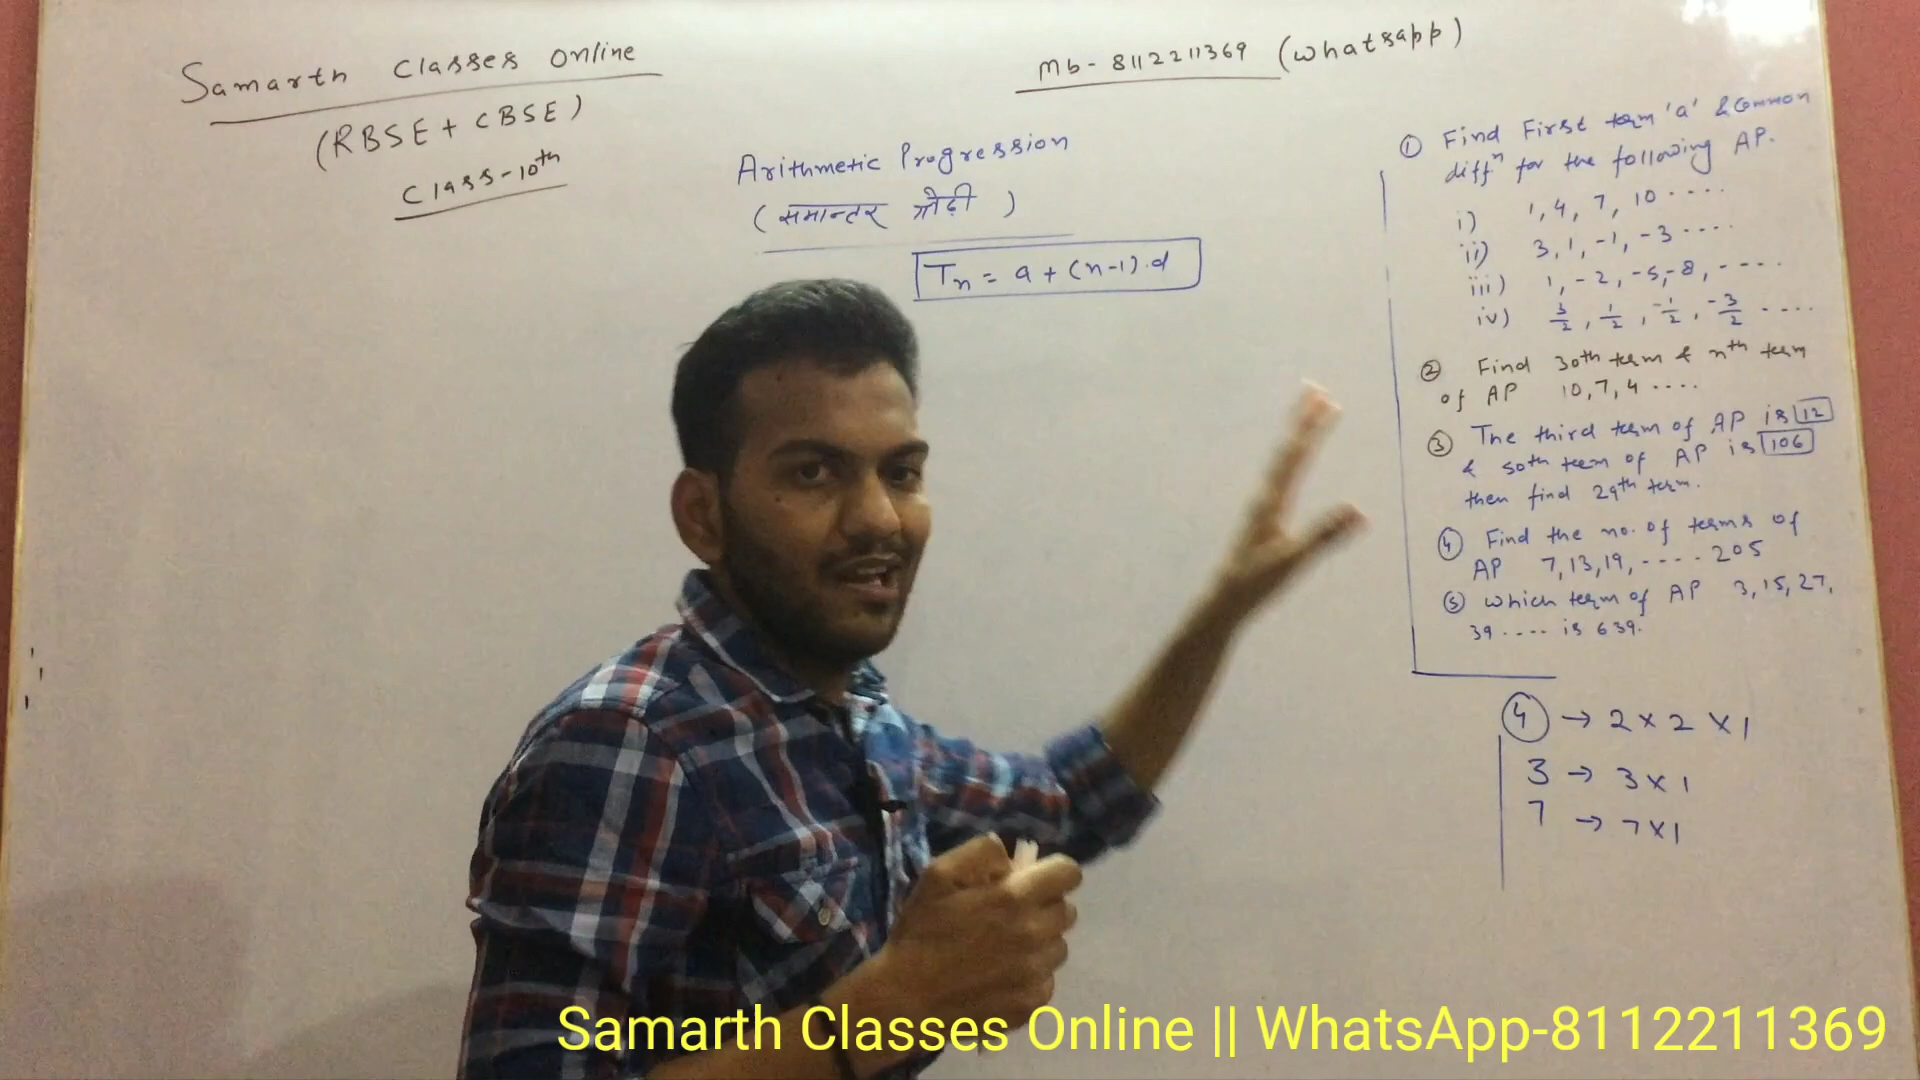 Samarth Classes Online
(RBSE + CBSE)
Class-10th
Mb- 8112211369 (Whatsapp)
Arithmetic Progression
(समान्तर श्रेढ़ी)
Tn = a + (n-1).d
① Find First term 'a' & Common
diffn for the following AP.
i) 1, 4, 7, 10 ....
ii) 3, 1, -1, -3 ....
iii) 1, -2, -5, -8, ----
iv) 3/2, 1/2, -1/2, -3/2 ....
② Find 30th term & nth term
of AP 10, 7, 4 ....
③ The third term of AP is 12
& 50th term of AP is 106
then find 29th term.
④ Find the no. of terms of
AP 7, 13, 19, ---- 205
⑤ which term of AP 3, 15, 27,
39 .... is 639.
④ → 2 × 2 × 1
3 → 3 × 1
7 → 7 × 1
Samarth Classes Online || WhatsApp-8112211369